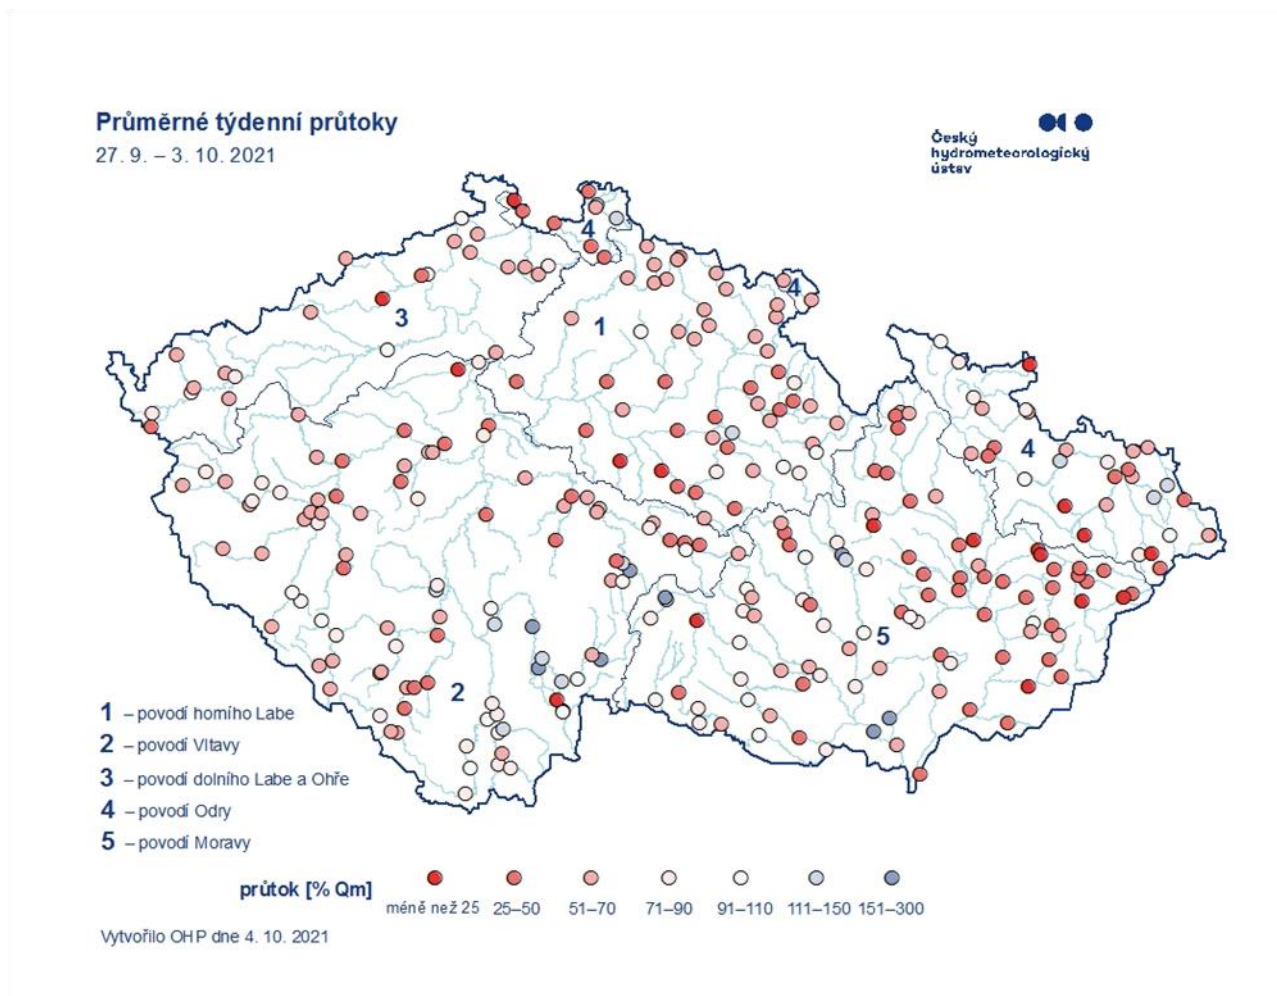 Průměrné týdenní průtoky
27. 9. – 3. 10. 2021
Český
hydrometeorologický
ústav
4
4
3
1
4
5
2
1 – povodí horního Labe
2 – povodí Vltavy
3 – povodí dolního Labe a Ohře
4 – povodí Odry
5 – povodí Moravy
průtok [% Qm]
méně než 25 25–50 51–70 71–90 91–110 111–150 151–300
Vytvořilo OHP dne 4. 10. 2021